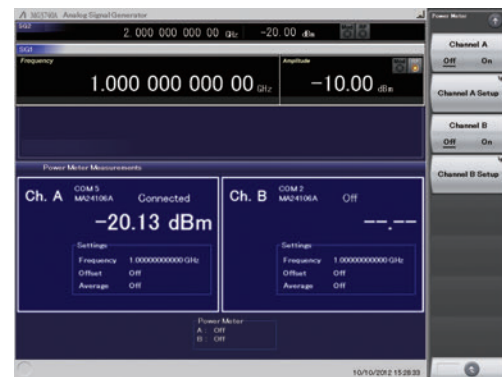 MG3740A Analog Signal Generator
SG2
2. 000 000 000 00 GHz -20. 00 dBm
SG1
Frequency
1.000 000 000 00 GHz
Amplitude
-10.00 dBm
Power Meter Measurements
Ch. A
COM 5
MA24106A Connected
-20.13 dBm
Settings
Frequency 1.00000000000 GHz
Offset Off
Average Off
Ch. B
COM 2
MA24106A Off
--.--
Settings
Frequency 1.00000000000 GHz
Offset Off
Average Off
Power Meter
A : Off
B : Off
10/10/2012 15:28:33
Power Meter
Channel A
Off On
Channel A Setup
Channel B
Off On
Channel B Setup